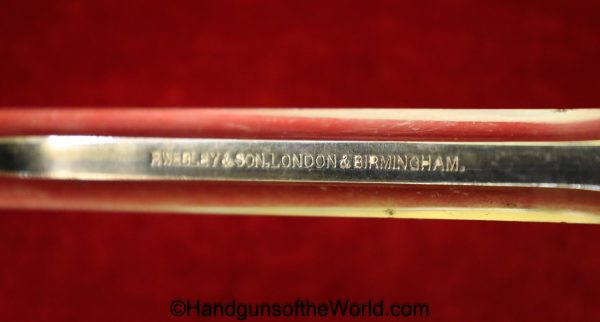 P.WEBLEY & SON.LONDON & BIRMINGHAM.
©HandgunsoftheWorld.com